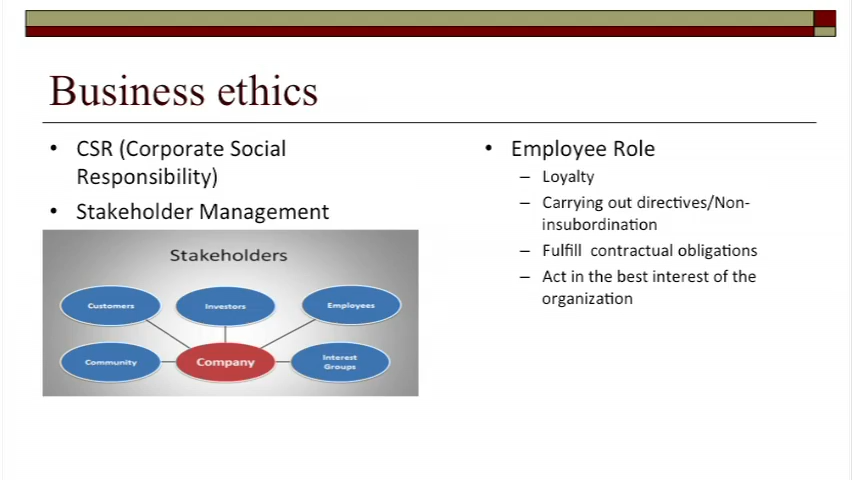 Business ethics
• CSR (Corporate Social
Responsibility)
• Stakeholder Management
Stakeholders
Customers
Investors
Employees
Community
Company
Interest
Groups
• Employee Role
– Loyalty
– Carrying out directives/Non-
insubordination
– Fulfill contractual obligations
– Act in the best interest of the
organization